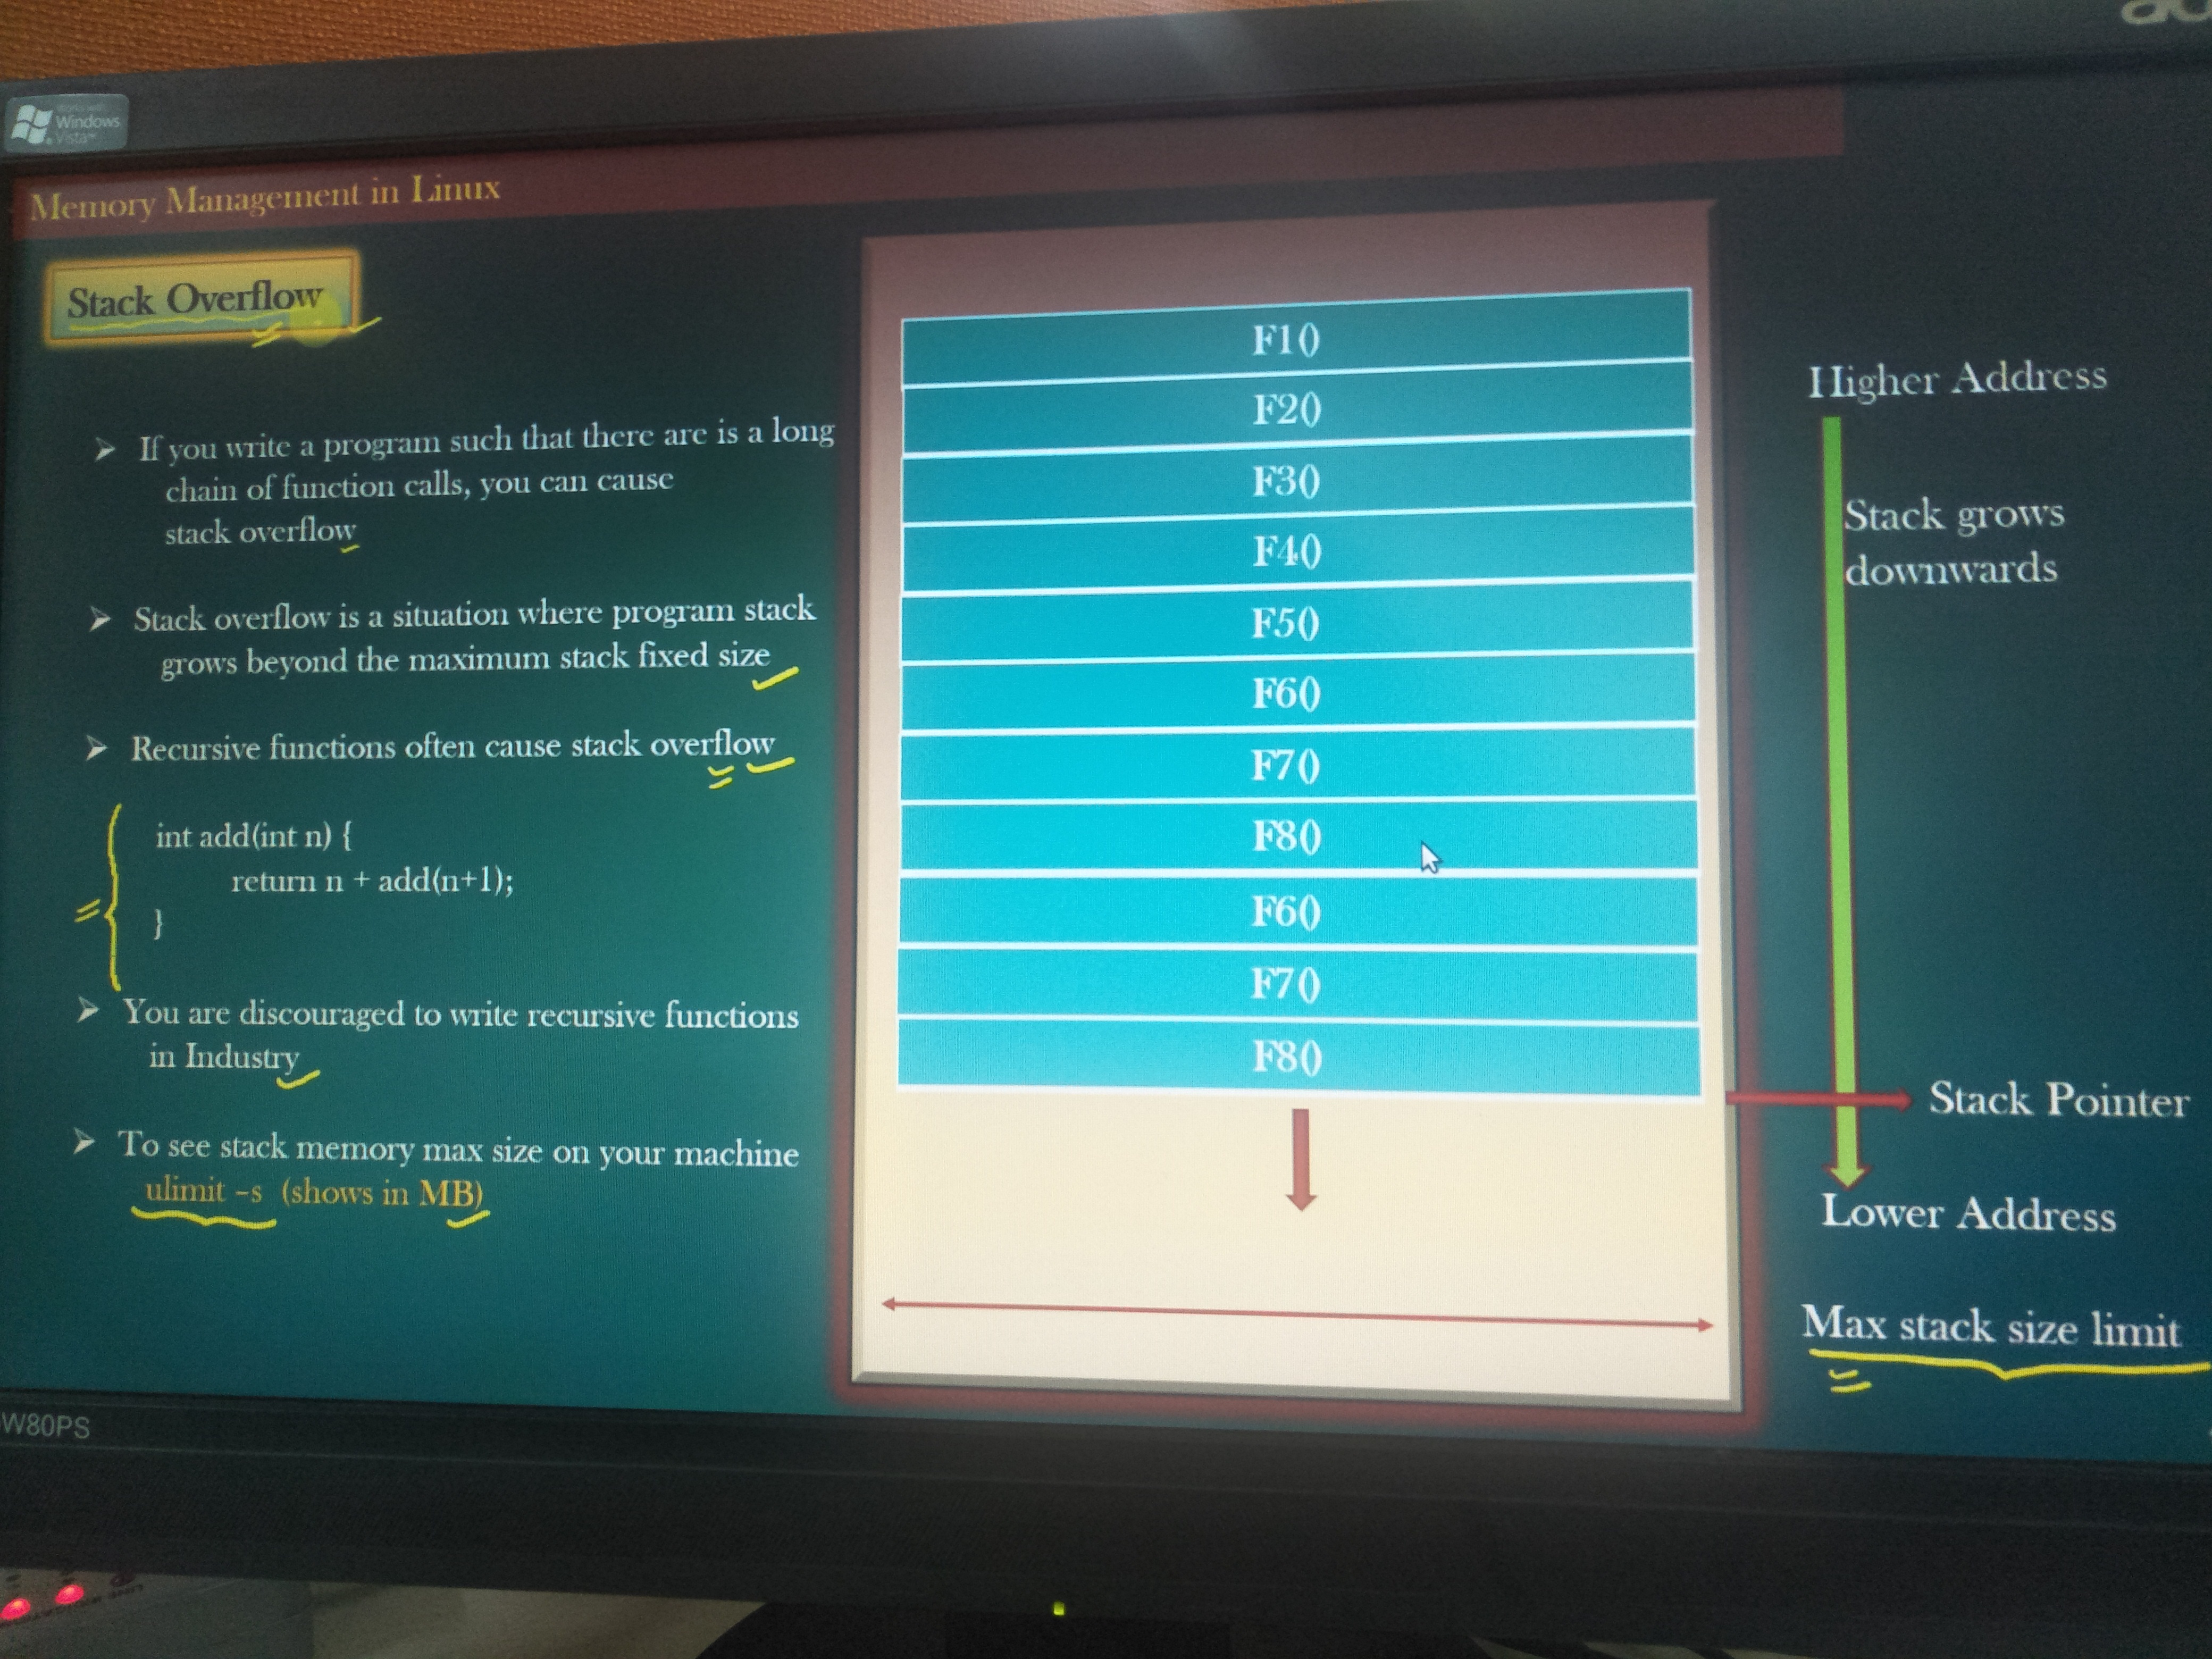 Works with
Windows
Vista™
Memory Management in Linux
Stack Overflow
➢ If you write a program such that there are is a long
chain of function calls, you can cause
stack overflow
➢ Stack overflow is a situation where program stack
grows beyond the maximum stack fixed size
➢ Recursive functions often cause stack overflow
int add(int n) {
return n + add(n+1);
}
➢ You are discouraged to write recursive functions
in Industry
➢ To see stack memory max size on your machine
ulimit –s (shows in MB)
F1()
F2()
F3()
F4()
F5()
F6()
F7()
F8()
F6()
F7()
F8()
Higher Address
Stack grows
downwards
Stack Pointer
Lower Address
Max stack size limit
W80PS